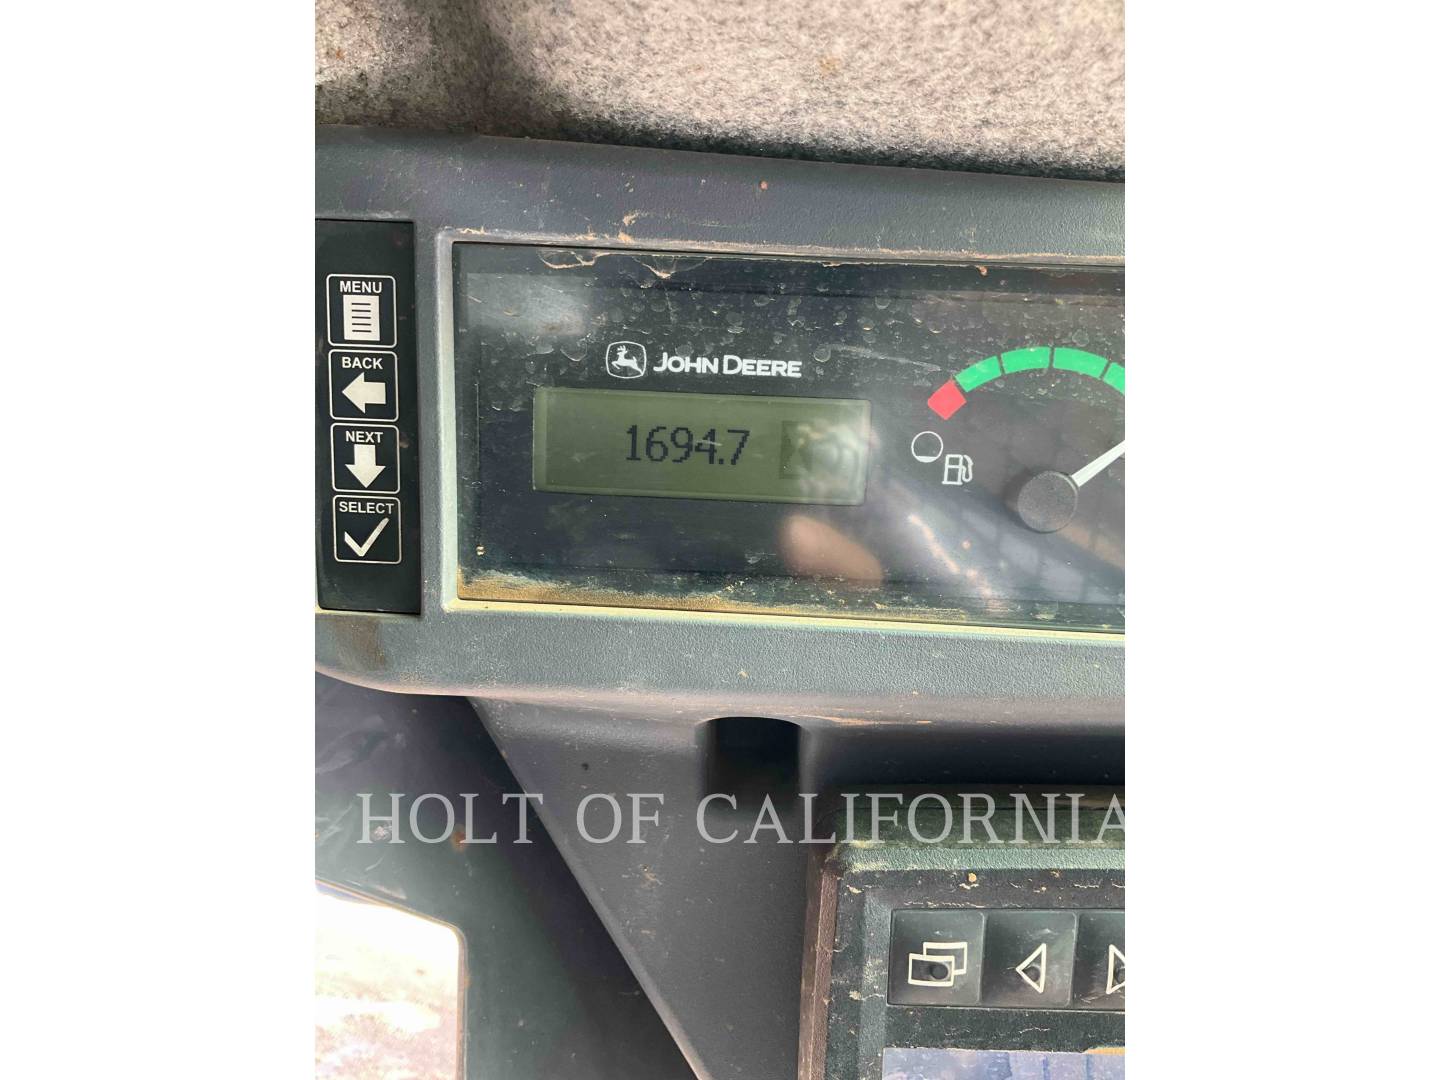 MENU
BACK
NEXT
SELECT
JOHN DEERE
1694.7
HOLT OF CALIFORNIA